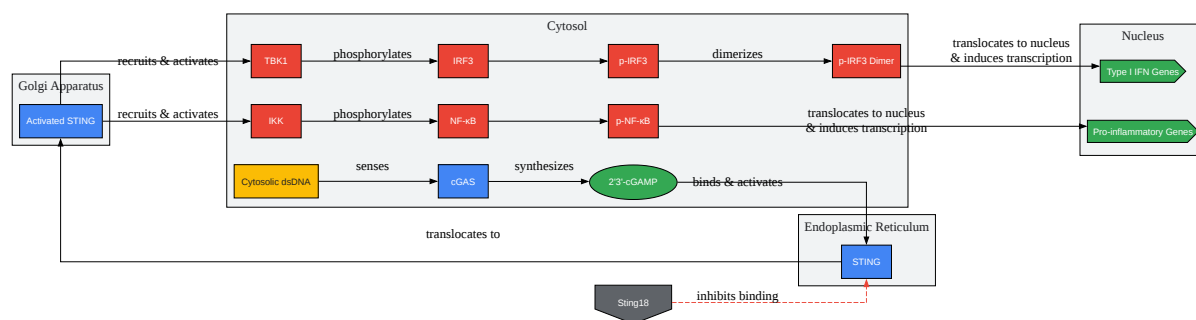 Cytosol
Nucleus
TBK1
phosphorylates
IRF3
p-IRF3
dimerizes
p-IRF3 Dimer
translocates to nucleus
& induces transcription
Type I IFN Genes
recruits & activates
Golgi Apparatus
Activated STING
recruits & activates
IKK
phosphorylates
NF-κB
p-NF-κB
translocates to nucleus
& induces transcription
Pro-inflammatory Genes
Cytosolic dsDNA
senses
cGAS
synthesizes
2'3'-cGAMP
binds & activates
Endoplasmic Reticulum
translocates to
STING
Sting18
inhibits binding